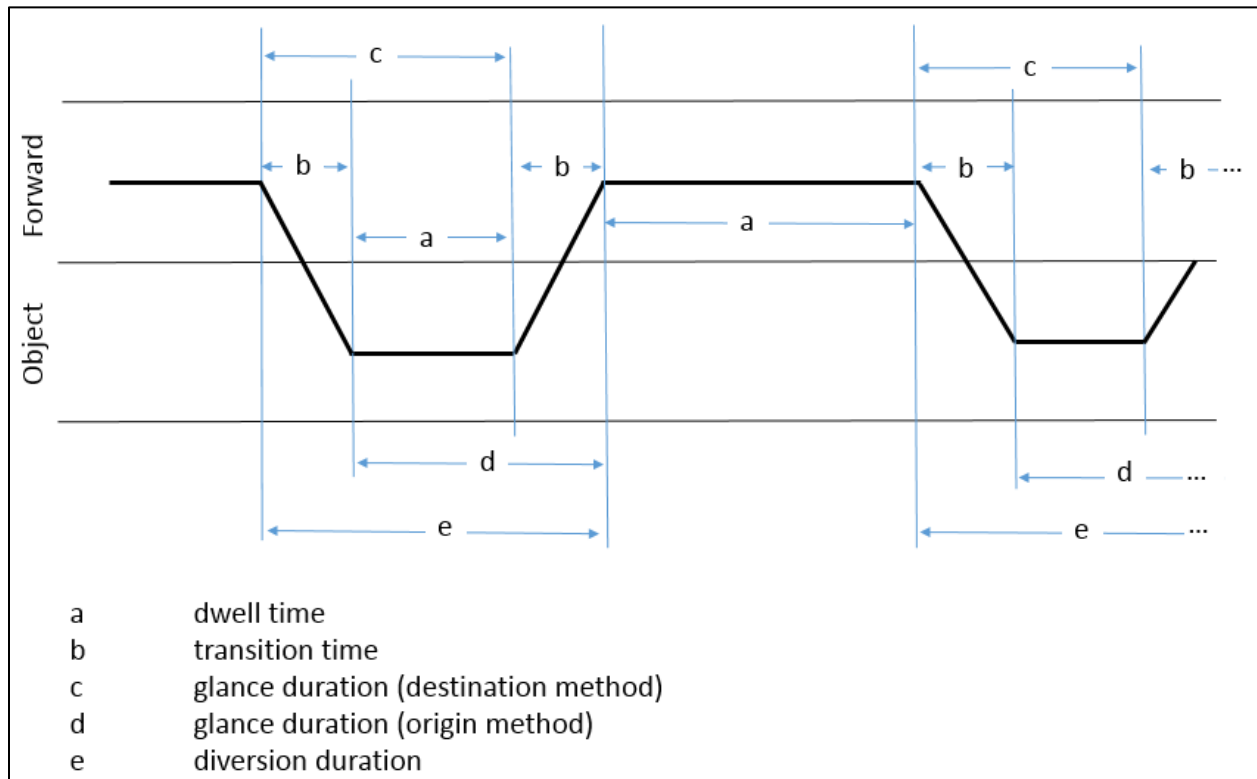 c
c
Forward
b
b
b
b ...
a
a
Object
d
d ...
e
e ...
a dwell time
b transition time
c glance duration (destination method)
d glance duration (origin method)
e diversion duration